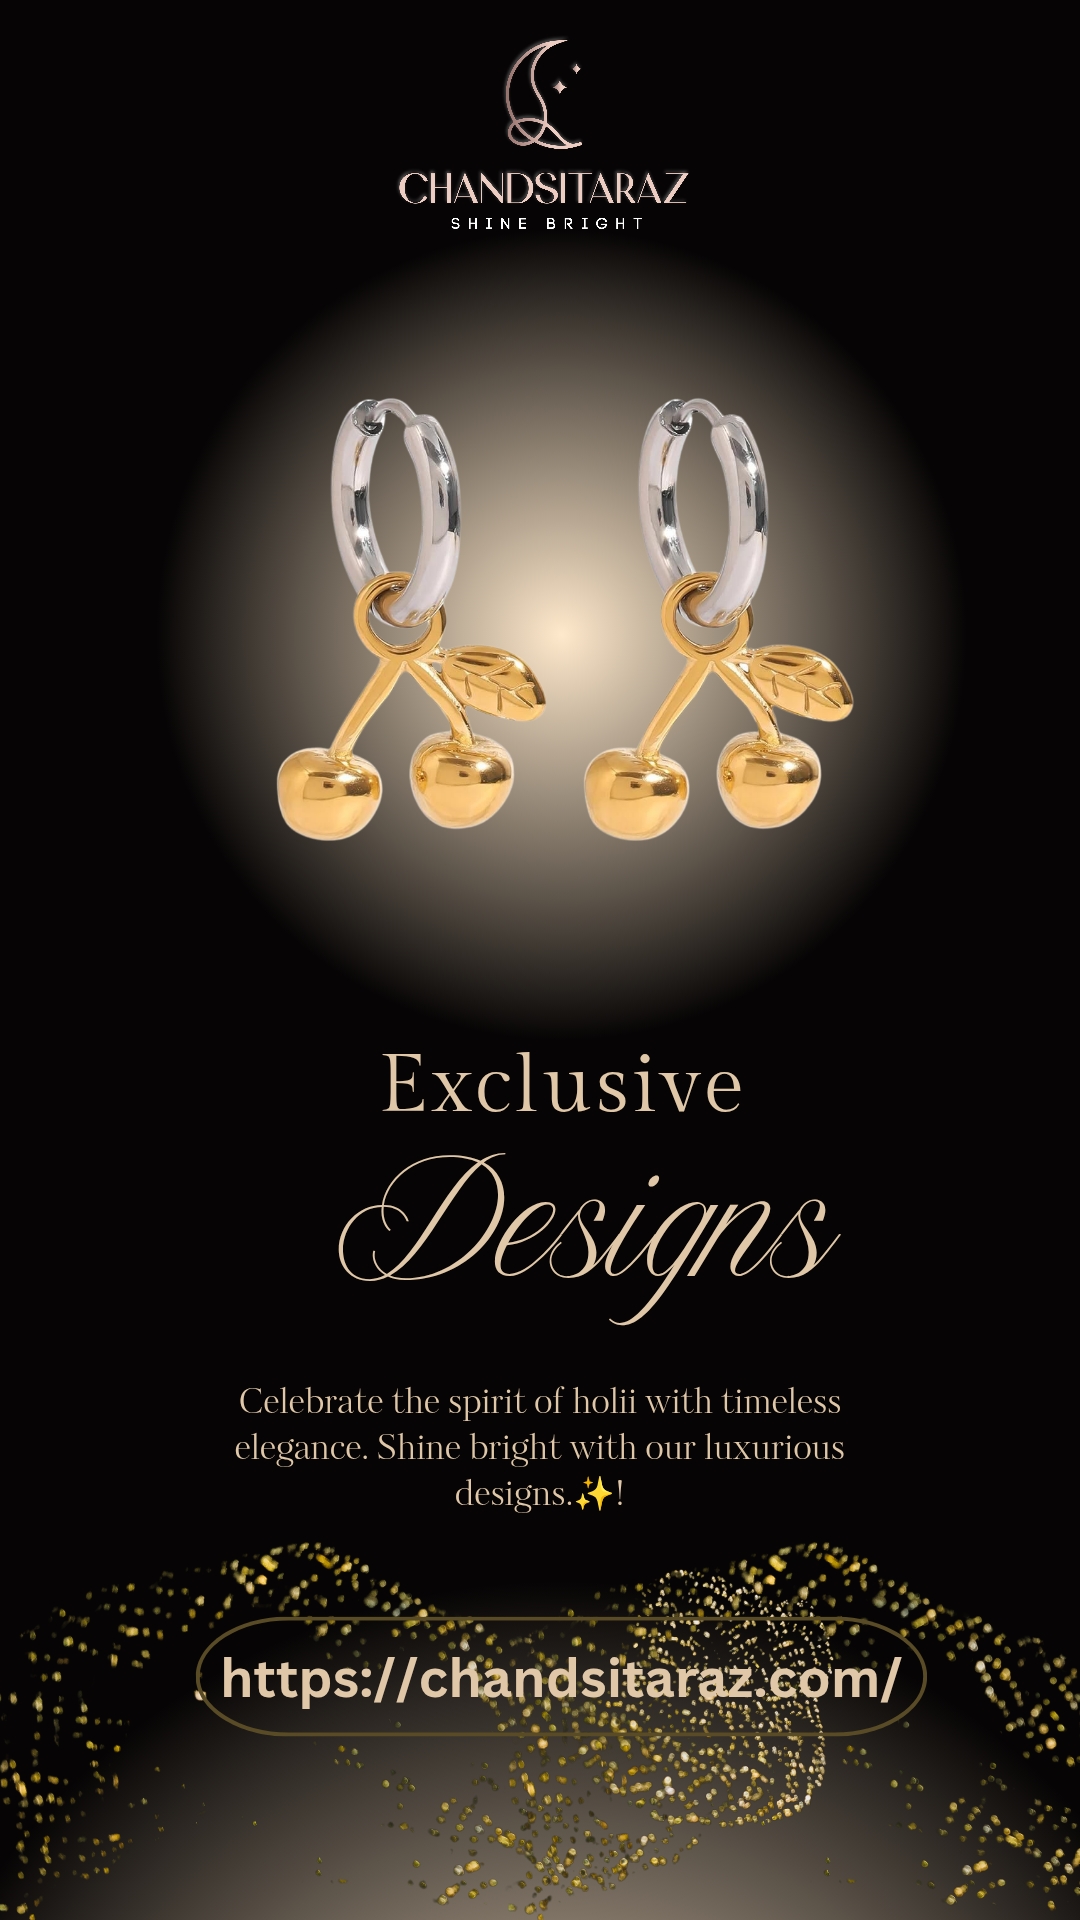 CHANDSITARAZ
SHINE BRIGHT
Exclusive
Designs
Celebrate the spirit of holii with timeless
elegance. Shine bright with our luxurious
designs.✨!
https://chandsitaraz.com/